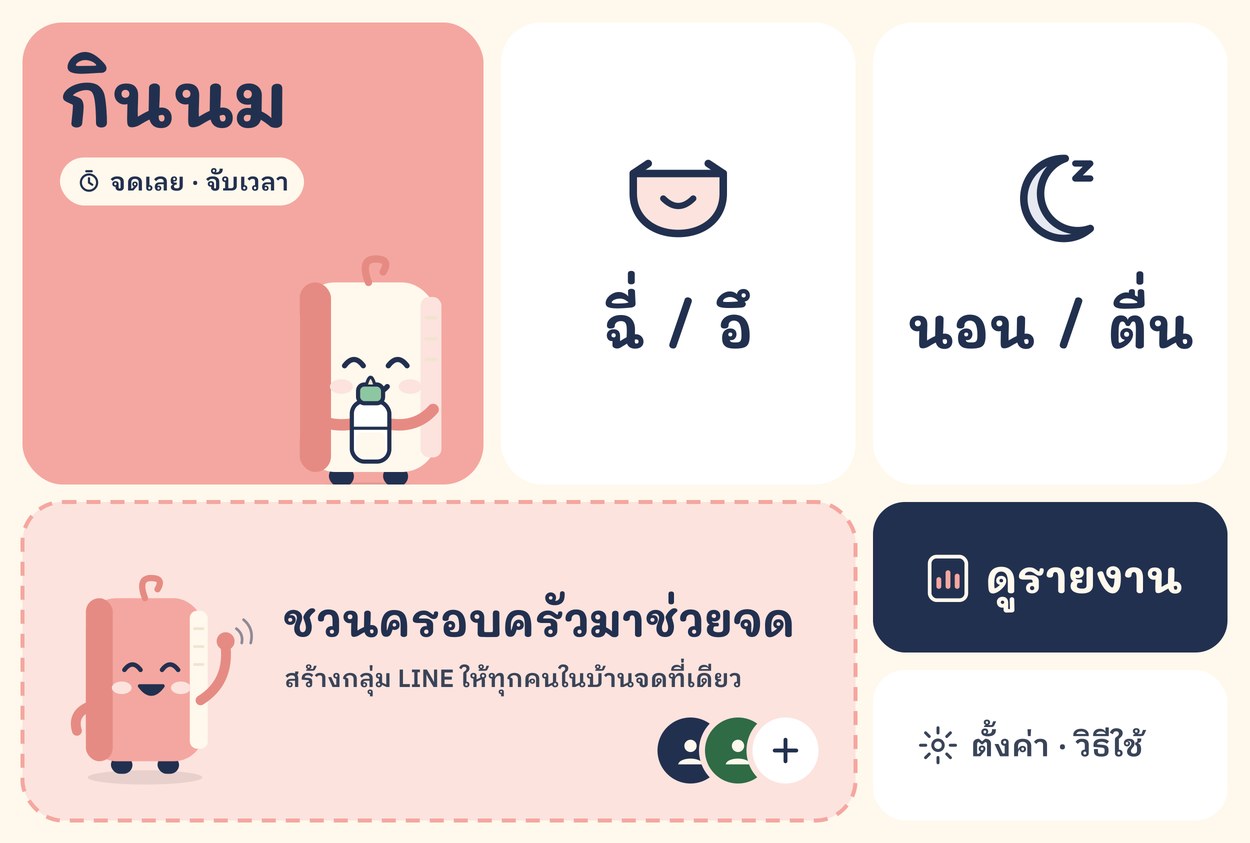 กินนม
จดเลย · จับเวลา
ฉี่ / อึ
z
นอน / ตื่น
ชวนครอบครัวมาช่วยจด
สร้างกลุ่ม LINE ให้ทุกคนในบ้านจดที่เดียว
ดูรายงาน
ตั้งค่า · วิธีใช้